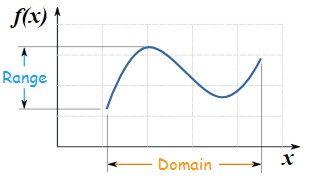 f(x)
Range
Domain
x